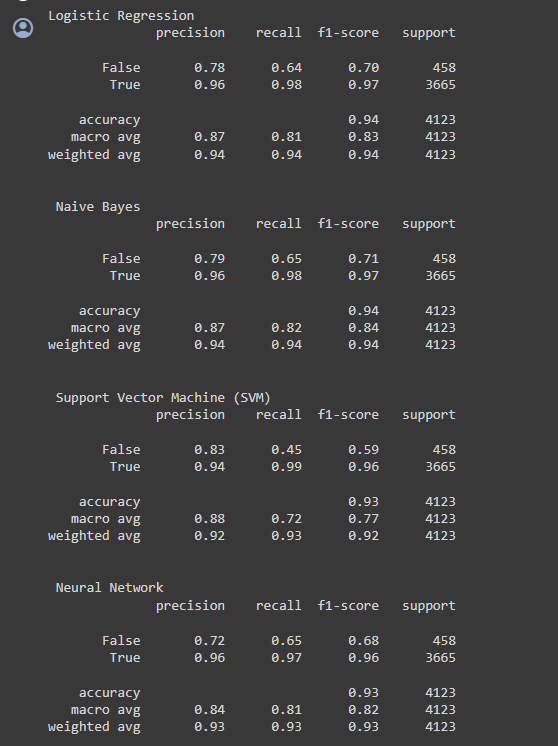 Logistic Regression
precision recall f1-score support
False 0.78 0.64 0.70 458
True 0.96 0.98 0.97 3665
accuracy 0.94 4123
macro avg 0.87 0.81 0.83 4123
weighted avg 0.94 0.94 0.94 4123
Naive Bayes
precision recall f1-score support
False 0.79 0.65 0.71 458
True 0.96 0.98 0.97 3665
accuracy 0.94 4123
macro avg 0.87 0.82 0.84 4123
weighted avg 0.94 0.94 0.94 4123
Support Vector Machine (SVM)
precision recall f1-score support
False 0.83 0.45 0.59 458
True 0.94 0.99 0.96 3665
accuracy 0.93 4123
macro avg 0.88 0.72 0.77 4123
weighted avg 0.92 0.93 0.92 4123
Neural Network
precision recall f1-score support
False 0.72 0.65 0.68 458
True 0.96 0.97 0.96 3665
accuracy 0.93 4123
macro avg 0.84 0.81 0.82 4123
weighted avg 0.93 0.93 0.93 4123